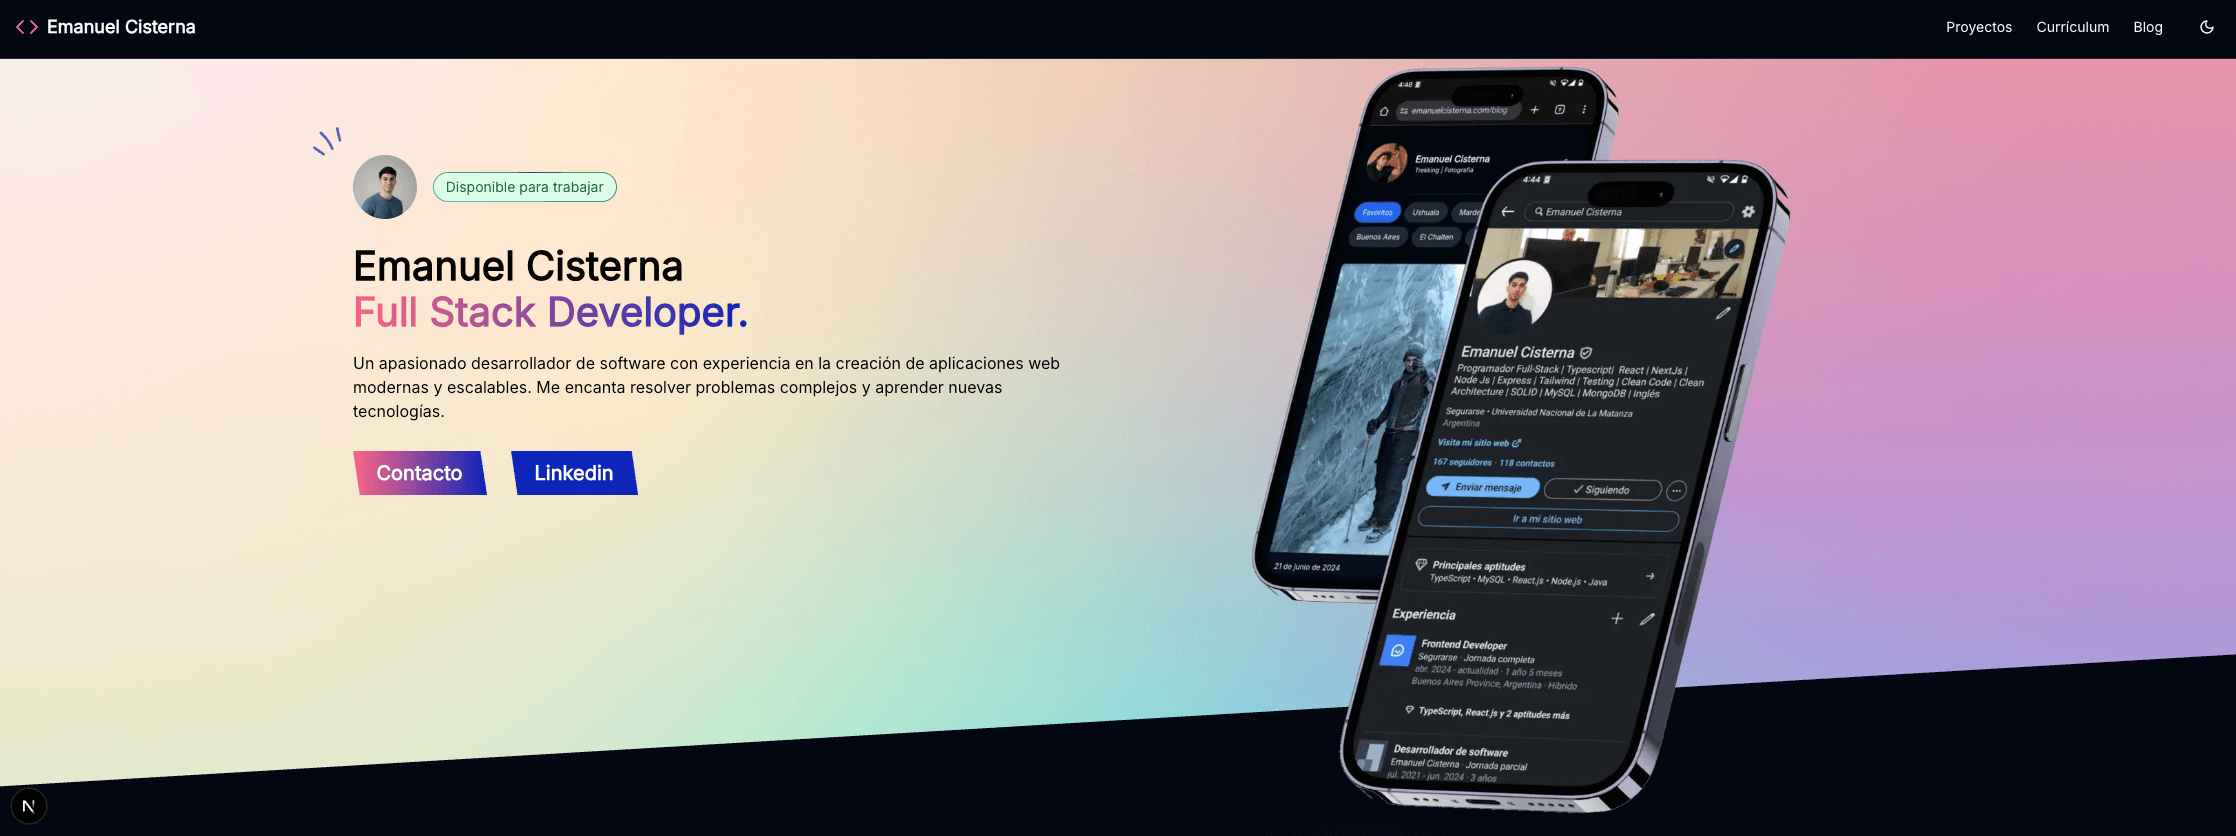 Emanuel Cisterna
Proyectos
Currículum
Blog
Disponible para trabajar
Emanuel Cisterna
Full Stack Developer.
Un apasionado desarrollador de software con experiencia en la creación de aplicaciones web
modernas y escalables. Me encanta resolver problemas complejos y aprender nuevas
tecnologías.
Contacto
Linkedin
4:46
emanuelcisterna.com/blog
Emanuel Cisterna
Trekking | Fotografía
Favoritos
Ushuaia
Buenos Aires
El Chalten
21 de junio de 2024
4:44
Emanuel Cisterna
Emanuel Cisterna
Programador Full-Stack | Typescript| React | NextJs |
Node Js | Express | Tailwind | Testing | Clean Code | Clean
Architecture | SOLID | MySQL | MongoDB | Inglés
Segurarse • Universidad Nacional de La Matanza
Argentina
Visita mi sitio web
167 seguidores · 118 contactos
Enviar mensaje
Siguiendo
Ir a mi sitio web
Principales aptitudes
TypeScript • MySQL • React.js • Node.js • Java
Experiencia
Frontend Developer
Segurarse · Jornada completa
abr. 2024 - actualidad · 1 año 5 meses
Buenos Aires Province, Argentina · Híbrido
TypeScript, React.js y 2 aptitudes más
Desarrollador de software
Emanuel Cisterna · Jornada parcial
jul. 2021 - jun. 2024 · 3 años
N